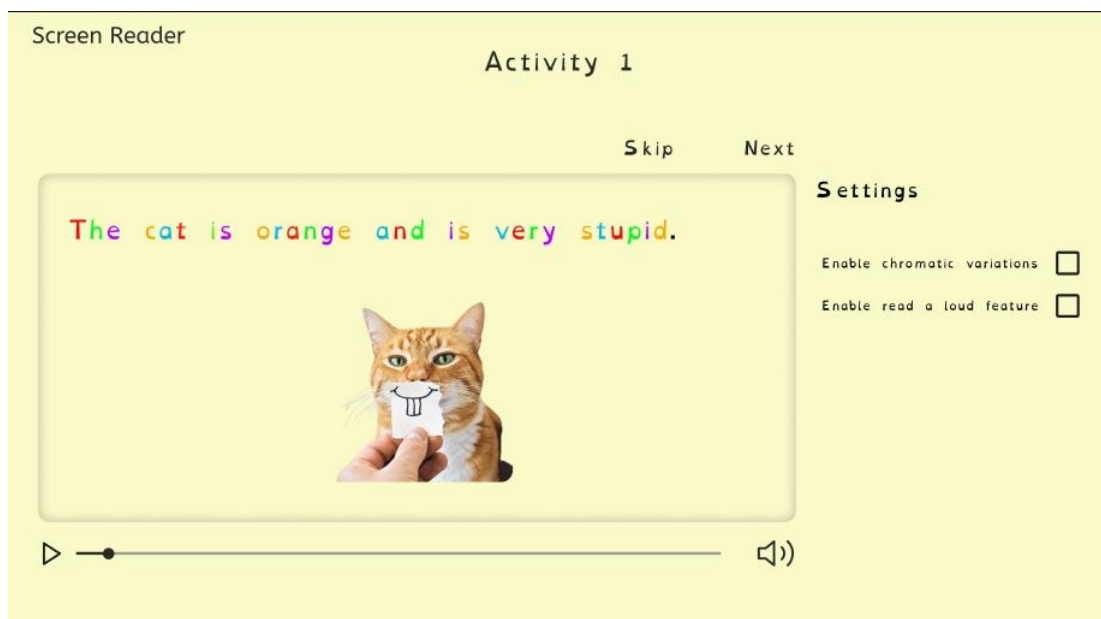 Screen Reader
Activity 1
Skip Next
The cat is orange and is very stupid.
Settings
Enable chromatic variations
Enable read a loud feature